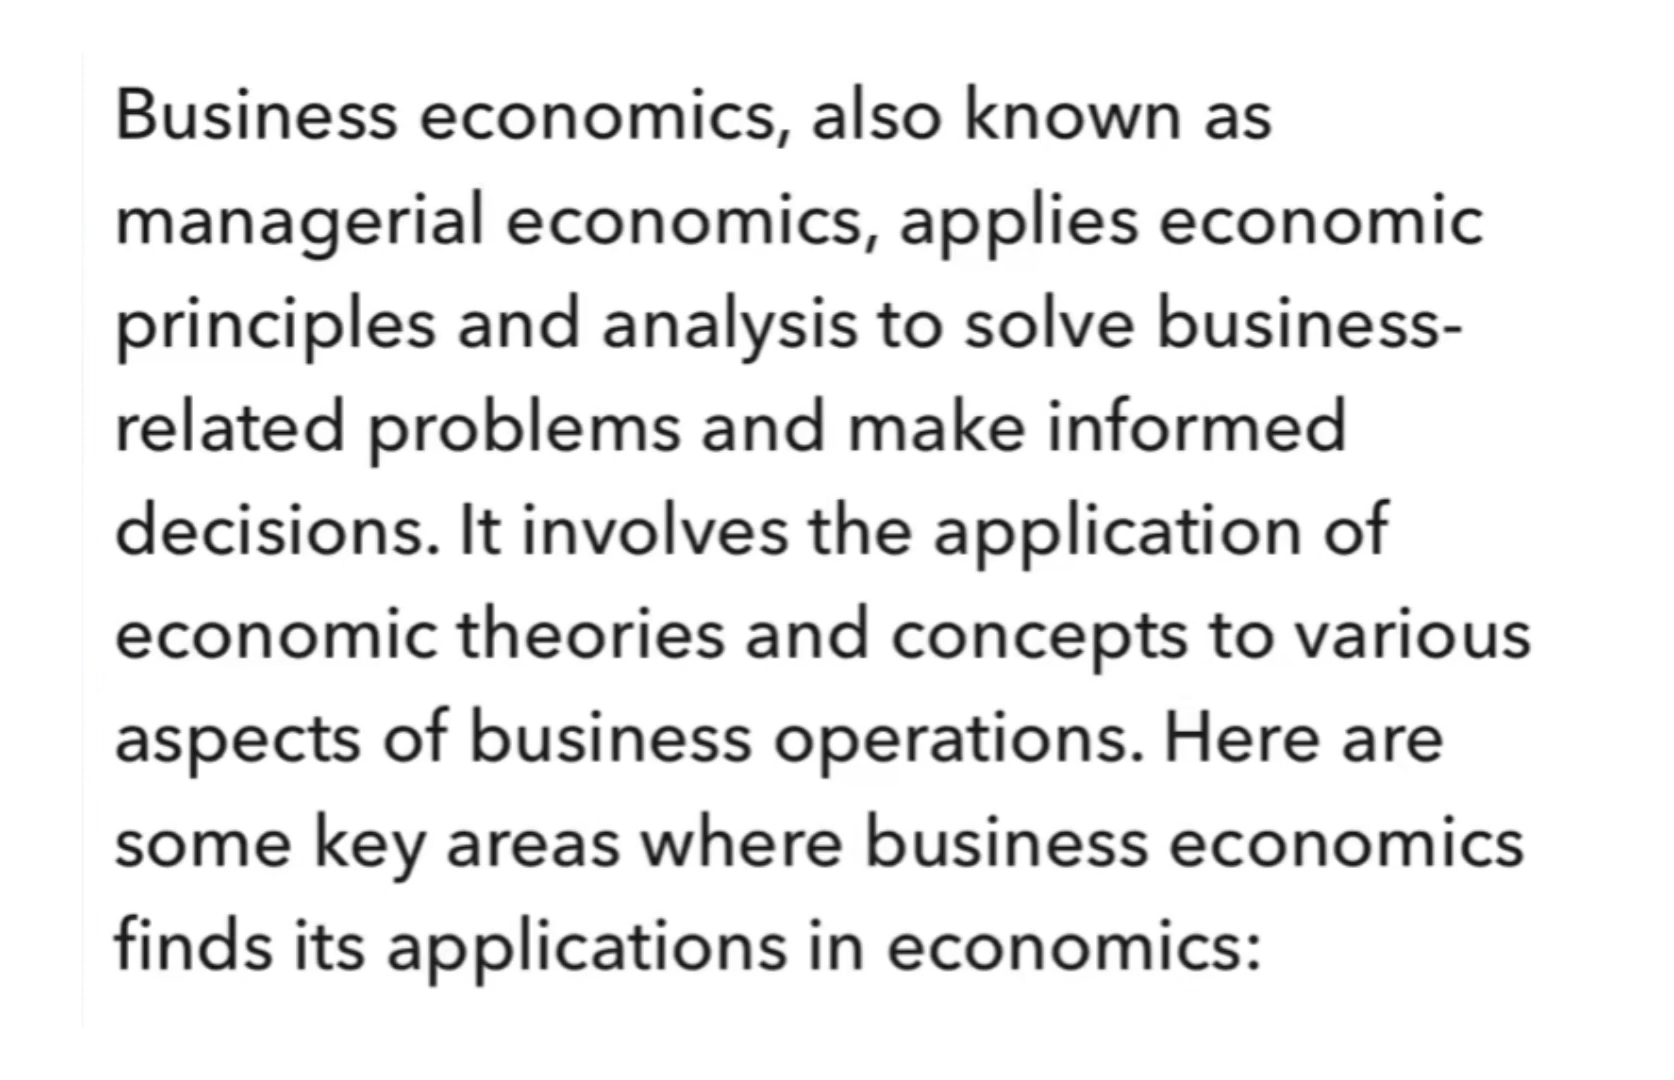 Business economics, also known as
managerial economics, applies economic
principles and analysis to solve business-
related problems and make informed
decisions. It involves the application of
economic theories and concepts to various
aspects of business operations. Here are
some key areas where business economics
finds its applications in economics: